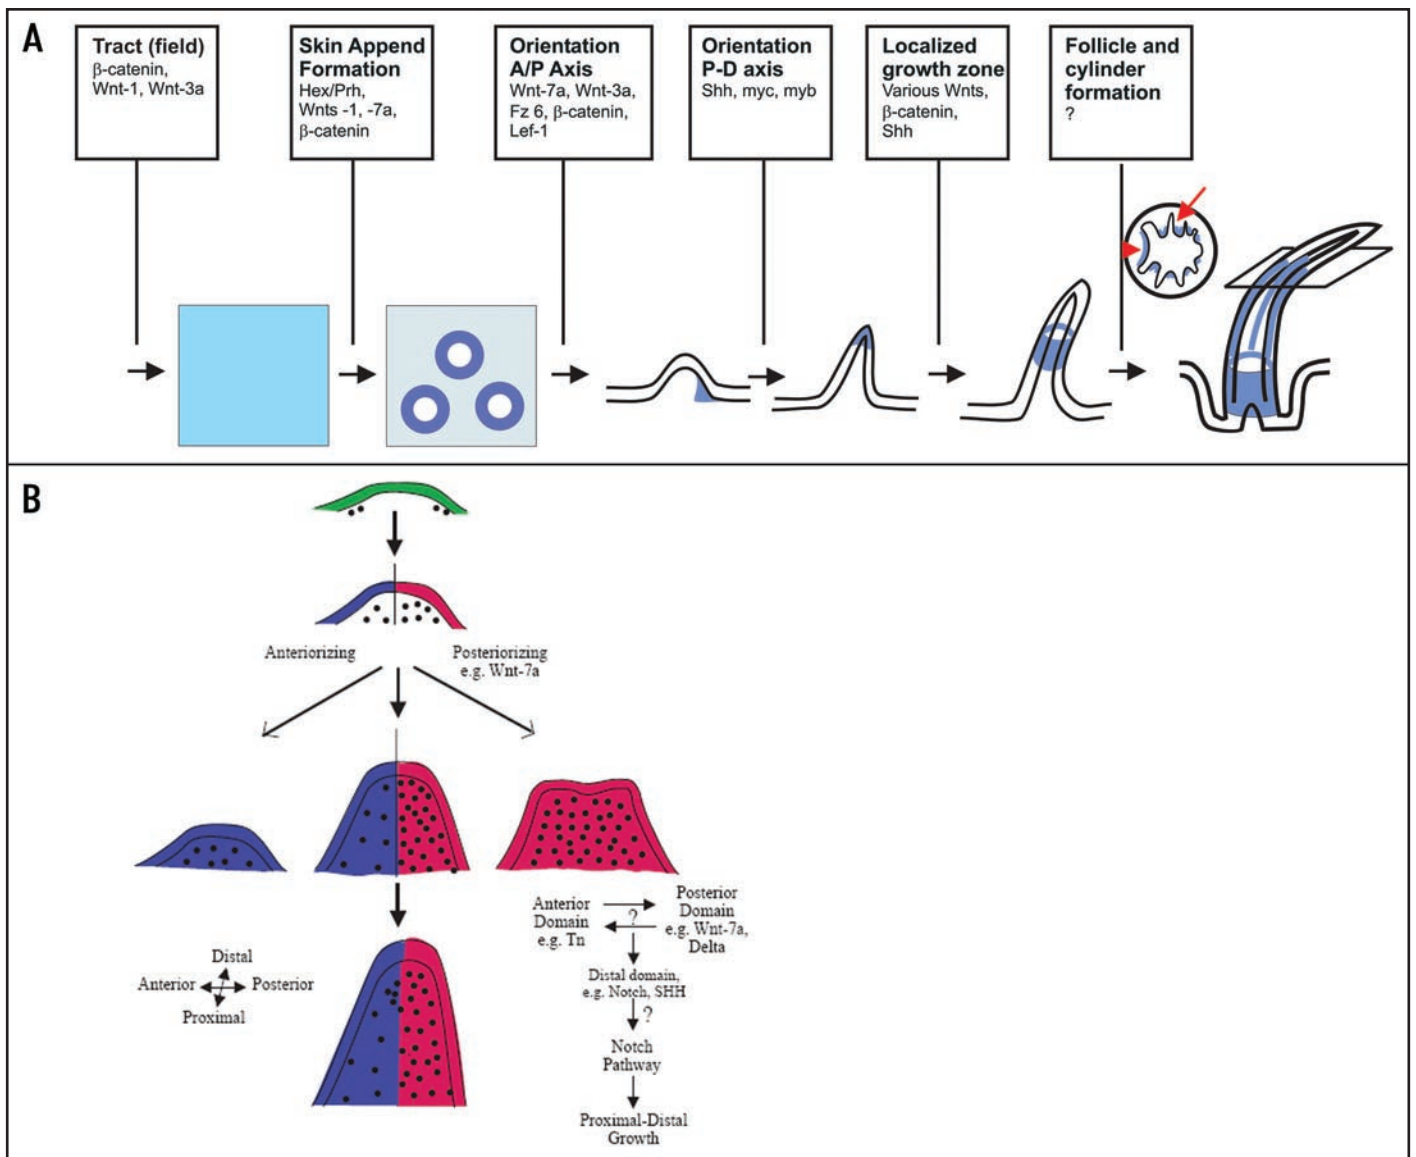 A
Tract (field)
β-catenin,
Wnt-1, Wnt-3a
Skin Append
Formation
Hex/Prh,
Wnts -1, -7a,
β-catenin
Orientation
A/P Axis
Wnt-7a, Wnt-3a,
Fz 6, β-catenin,
Lef-1
Orientation
P-D axis
Shh, myc, myb
Localized
growth zone
Various Wnts,
β-catenin,
Shh
Follicle and
cylinder
formation
?
B
Anteriorizing
Posteriorizing
e.g. Wnt-7a
Distal
Anterior
Posterior
Proximal
Anterior
Domain
e.g. Tn
?
Posterior
Domain
e.g. Wnt-7a,
Delta
Distal domain,
e.g. Notch, SHH
?
Notch
Pathway
Proximal-Distal
Growth